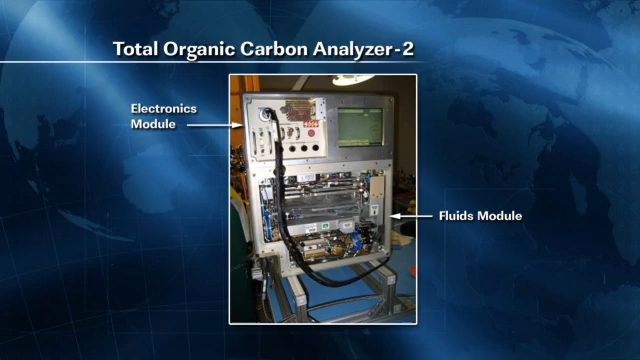 Total Organic Carbon Analyzer-2
Electronics
Module
Fluids Module